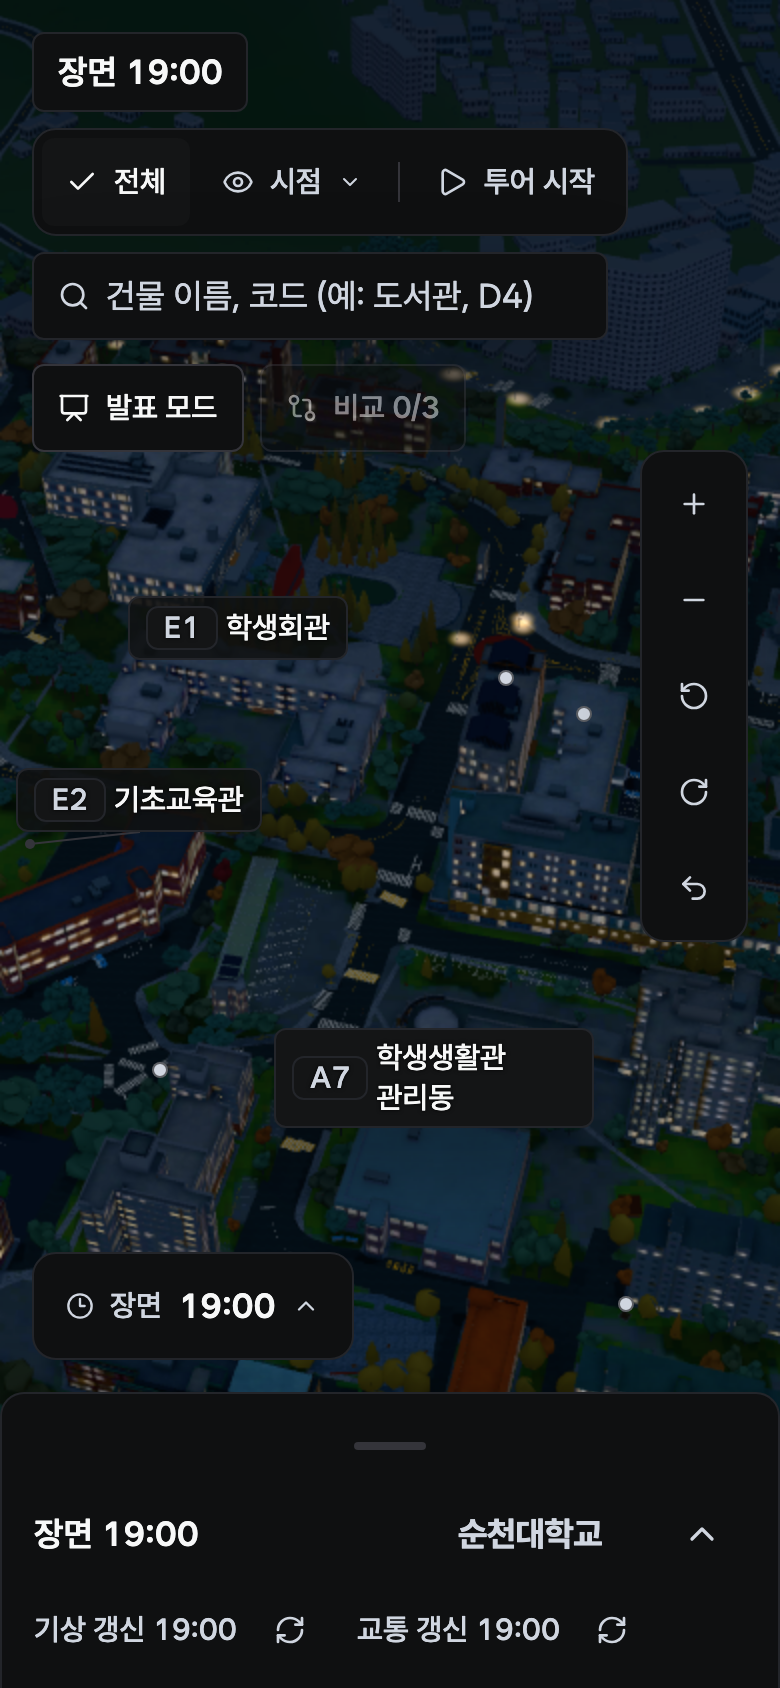 장면 19:00
전체 시점 투어 시작
건물 이름, 코드 (예: 도서관, D4)
발표 모드 비교 0/3
E1 학생회관
E2 기초교육관
A7 학생생활관
관리동
장면 19:00
장면 19:00 순천대학교
기상 갱신 19:00 교통 갱신 19:00